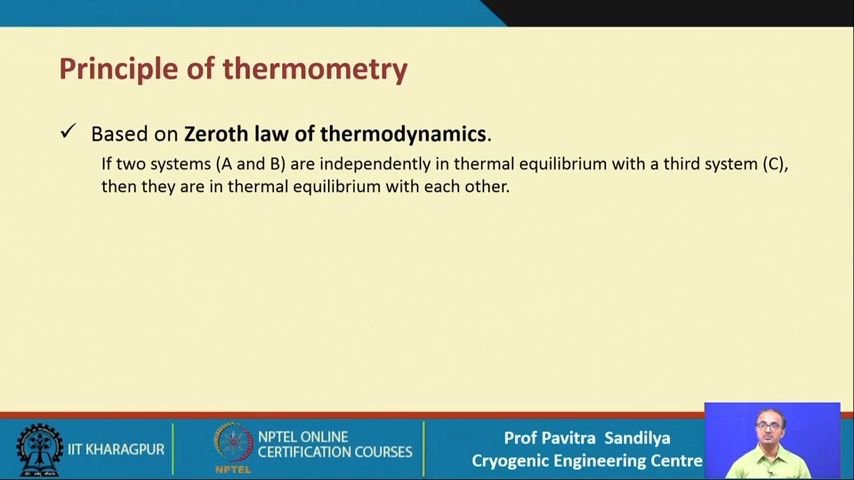 Principle of thermometry
✓ Based on Zeroth law of thermodynamics.
If two systems (A and B) are independently in thermal equilibrium with a third system (C),
then they are in thermal equilibrium with each other.
IIT KHARAGPUR
NPTEL
NPTEL ONLINE
CERTIFICATION COURSES
Prof Pavitra Sandilya
Cryogenic Engineering Centre